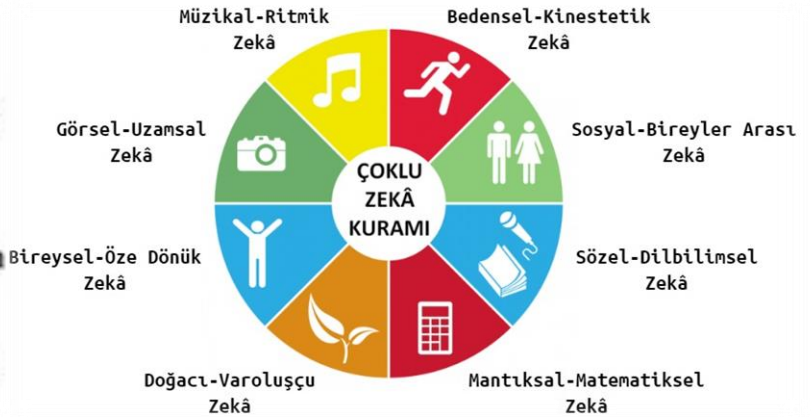 Müzikal-Ritmik
Zekâ
Bedensel-Kinestetik
Zekâ
Görsel-Uzamsal
Zekâ
Sosyal-Bireyler Arası
Zekâ
ÇOKLU
ZEKÂ
KURAMI
Bireysel-Öze Dönük
Zekâ
Sözel-Dilbilimsel
Zekâ
Doğacı-Varoluşçu
Zekâ
Mantıksal-Matematiksel
Zekâ